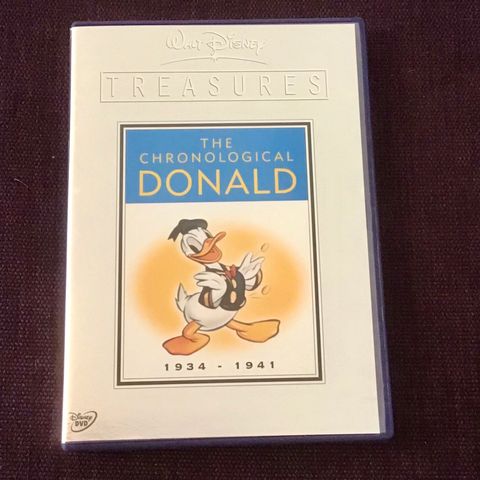 WALT DISNEY
TREASURES
THE
CHRONOLOGICAL
DONALD
1934 - 1941
DISNEY
DVD